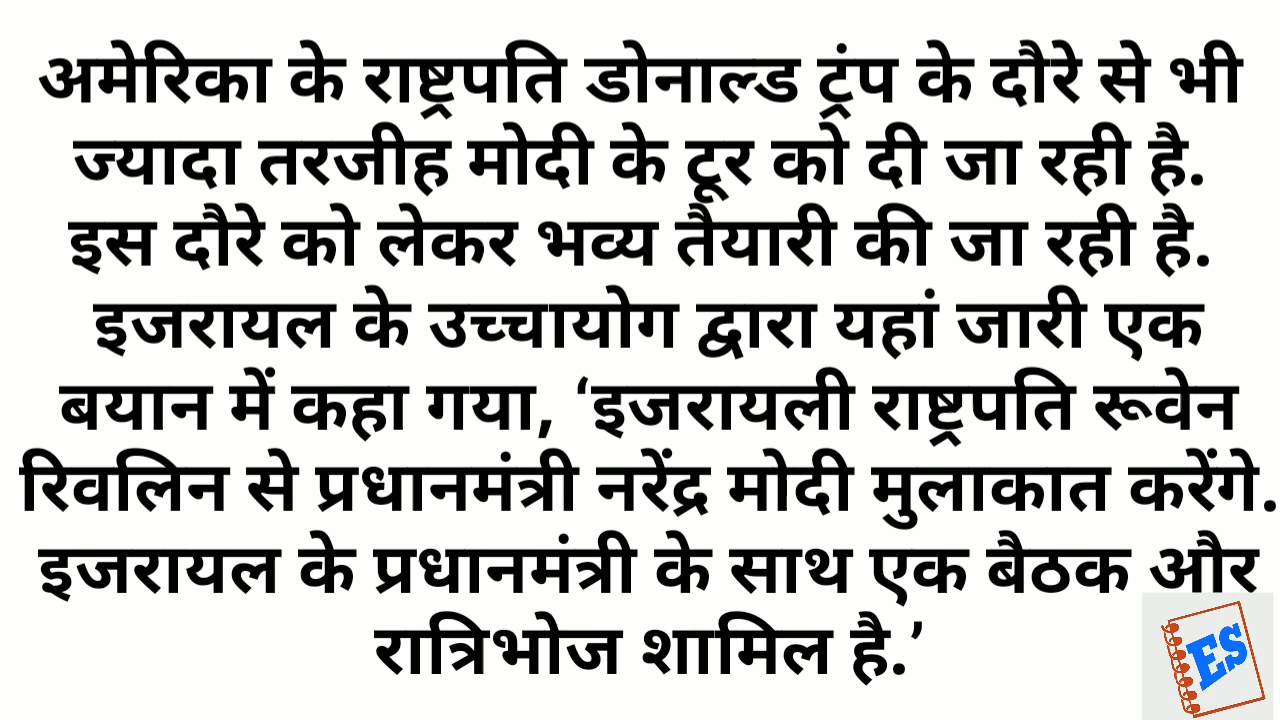 अमेरिका के राष्ट्रपति डोनाल्ड ट्रंप के दौरे से भी
ज्यादा तरजीह मोदी के टूर को दी जा रही है.
इस दौरे को लेकर भव्य तैयारी की जा रही है.
इजरायल के उच्चायोग द्वारा यहां जारी एक
बयान में कहा गया, ‘इजरायली राष्ट्रपति रूवेन
रिवलिन से प्रधानमंत्री नरेंद्र मोदी मुलाकात करेंगे.
इजरायल के प्रधानमंत्री के साथ एक बैठक और
रात्रिभोज शामिल है.’
ES